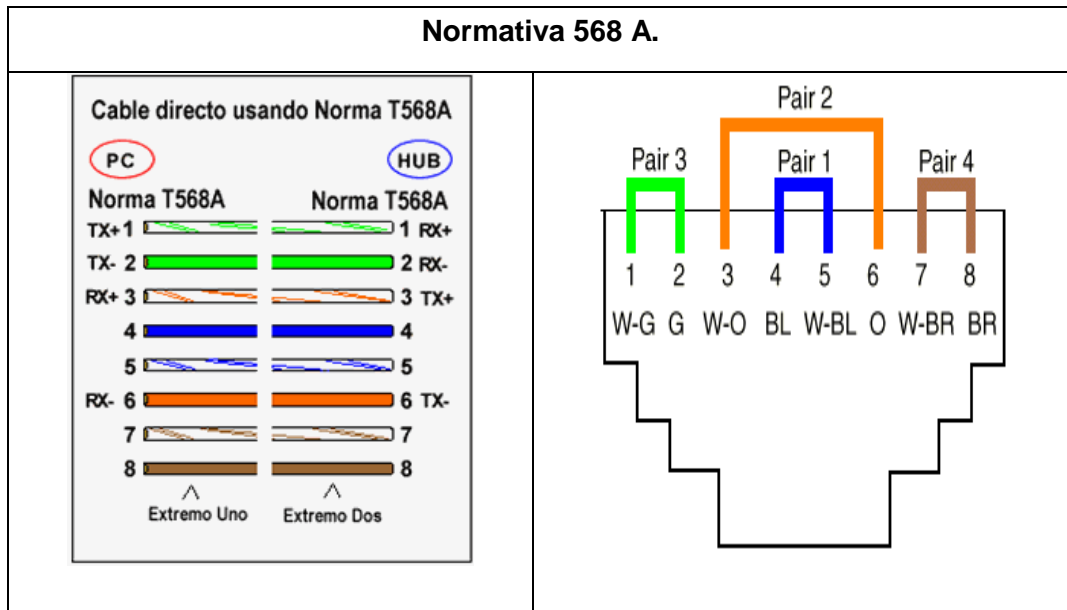 Normativa 568 A.
Cable directo usando Norma T568A
PC HUB
Norma T568A Norma T568A
TX+ 1 1 RX+
TX- 2 2 RX-
RX+ 3 3 TX+
4 4
5 5
RX- 6 6 TX-
7 7
8 8
Extremo Uno Extremo Dos
Pair 2
Pair 3 Pair 1 Pair 4
1 2 3 4 5 6 7 8
W-G G W-O BL W-BL O W-BR BR